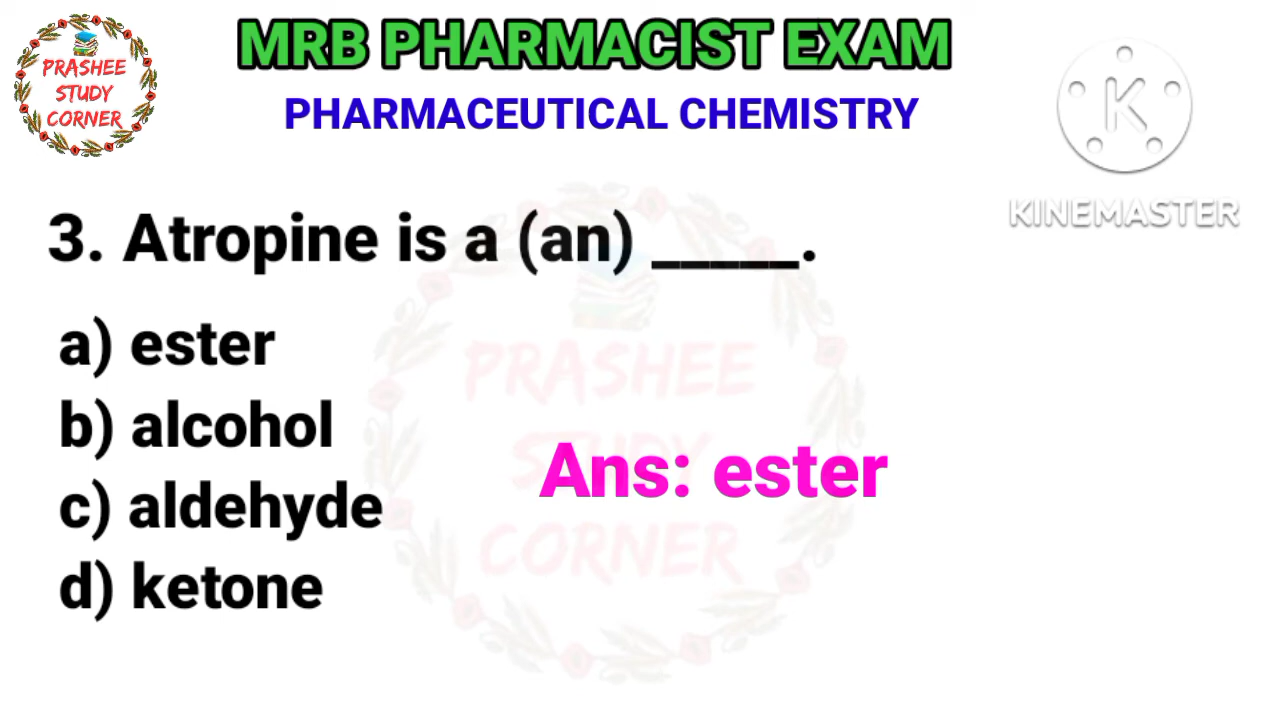 PRASHEE
STUDY
CORNER
MRB PHARMACIST EXAM
PHARMACEUTICAL CHEMISTRY
K
KINEMASTER
3. Atropine is a (an) _____.
a) ester
b) alcohol
c) aldehyde
d) ketone
PRASHEE
STUDY
CORNER
Ans: ester